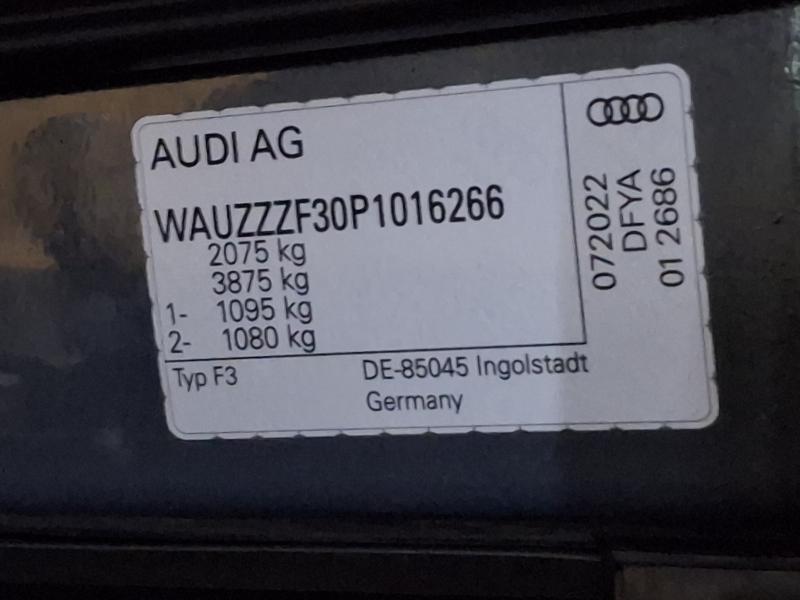 AUDI AG
WAUZZZF30P1016266
2075 kg
3875 kg
1- 1095 kg
2- 1080 kg
Typ F3
DE-85045 Ingolstadt
Germany
072022
DFYA
01 2686